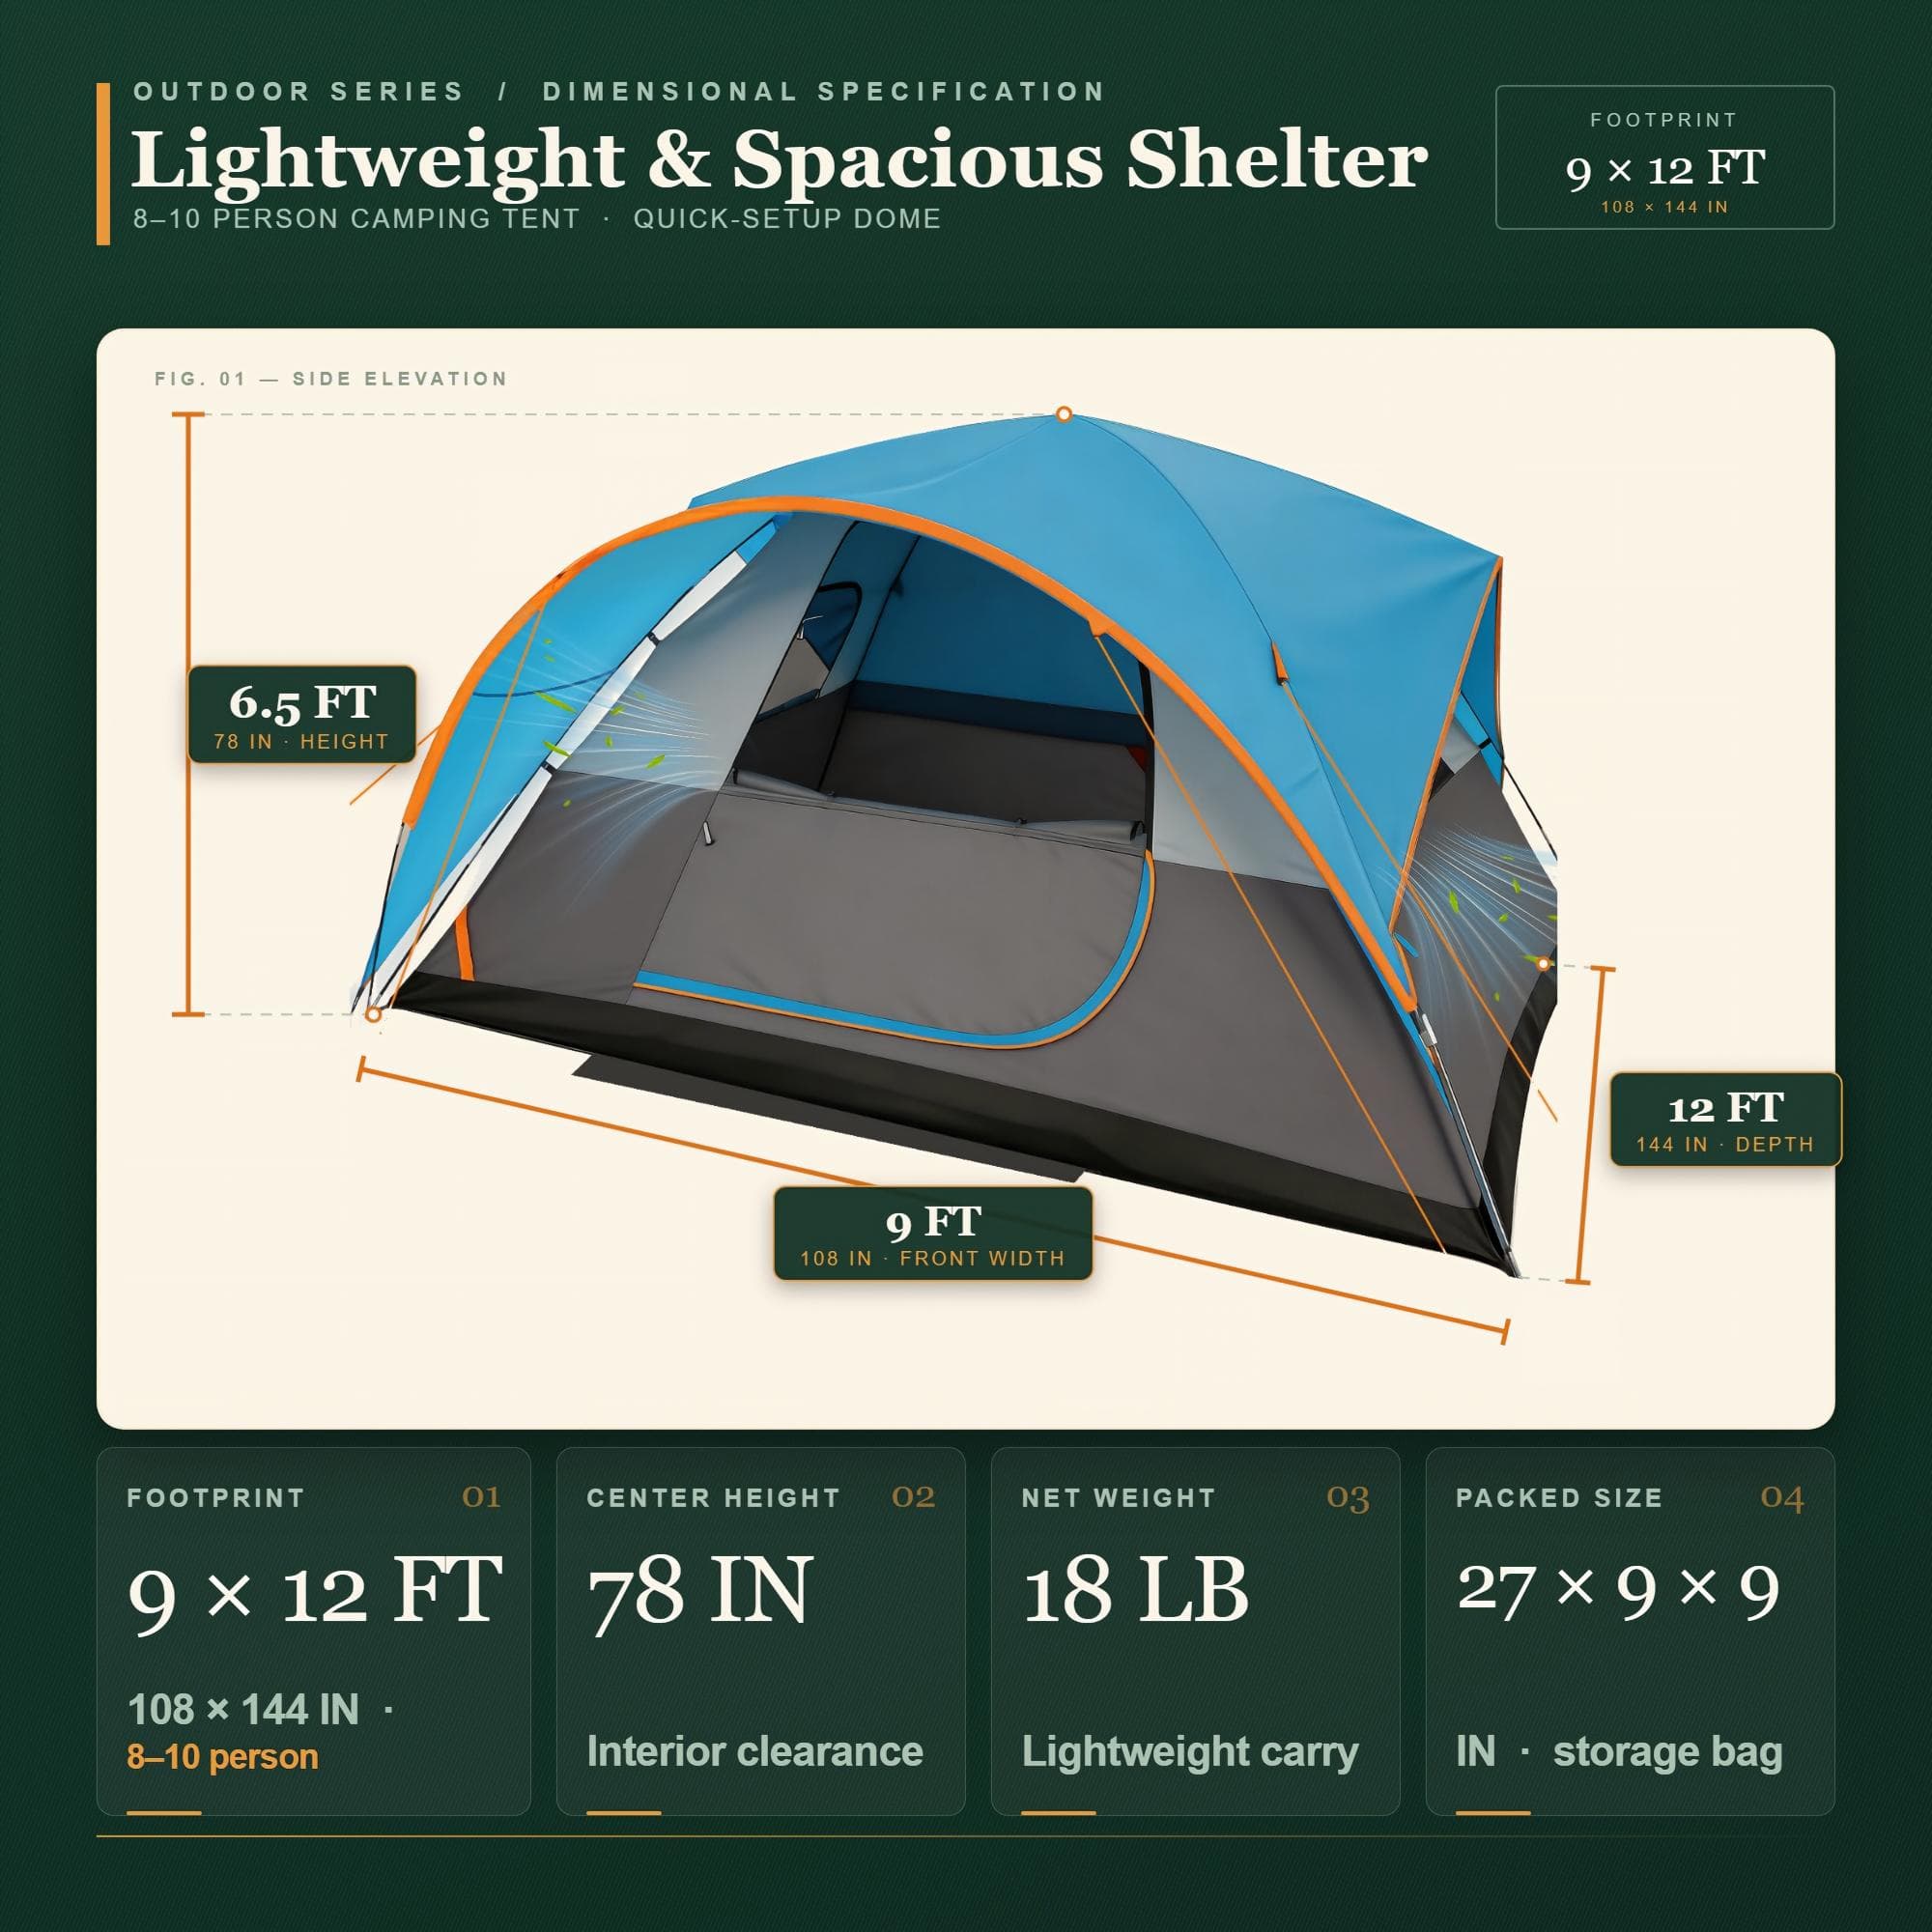 OUTDOOR SERIES / DIMENSIONAL SPECIFICATION
Lightweight & Spacious Shelter
8–10 PERSON CAMPING TENT · QUICK-SETUP DOME
FOOTPRINT
9 × 12 FT
108 × 144 IN
FIG. 01 — SIDE ELEVATION
6.5 FT
78 IN · HEIGHT
12 FT
144 IN · DEPTH
9 FT
108 IN · FRONT WIDTH
FOOTPRINT 01
9 × 12 FT
108 × 144 IN ·
8–10 person
CENTER HEIGHT 02
78 IN
Interior clearance
NET WEIGHT 03
18 LB
Lightweight carry
PACKED SIZE 04
27 × 9 × 9
IN · storage bag